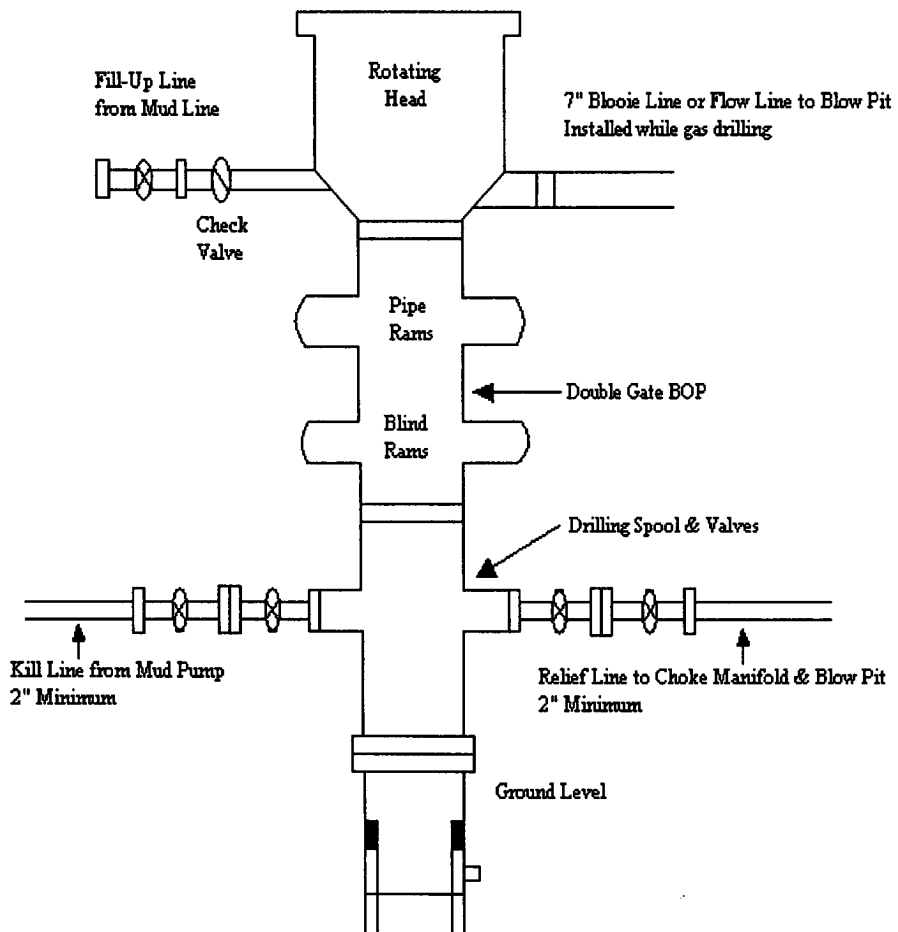 Rotating
Head
Fill-Up Line
from Mud Line
7" Blooie Line or Flow Line to Blow Pit
Installed while gas drilling
Check
Valve
Pipe
Rams
Double Gate BOP
Blind
Rams
Drilling Spool & Valves
Kill Line from Mud Pump
2" Minimum
Relief Line to Choke Manifold & Blow Pit
2" Minimum
Ground Level